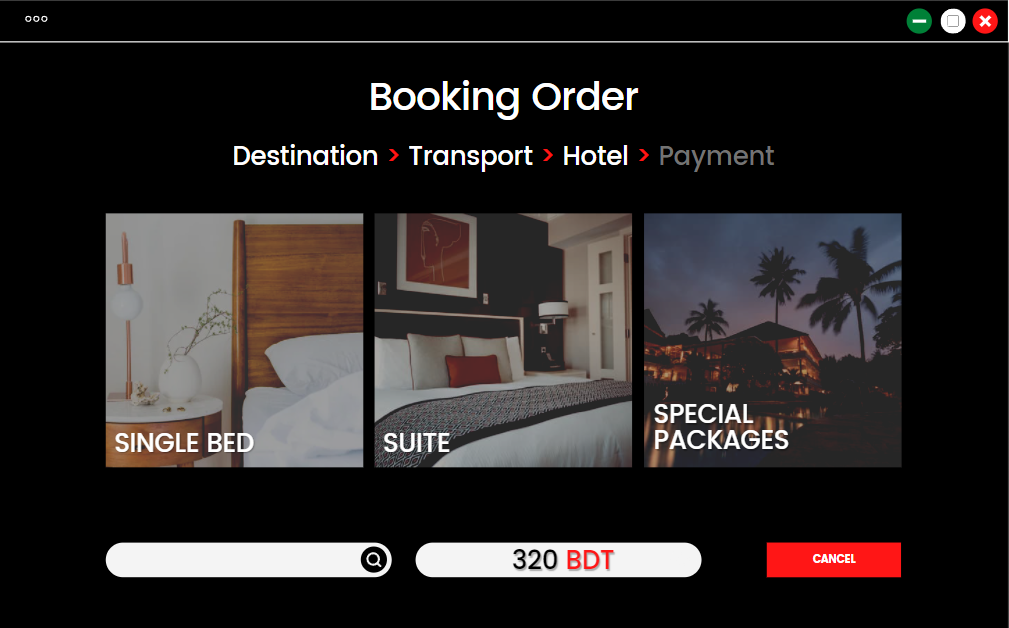 Booking Order
Destination > Transport > Hotel > Payment
SINGLE BED
SUITE
SPECIAL
PACKAGES
320 BDT
CANCEL